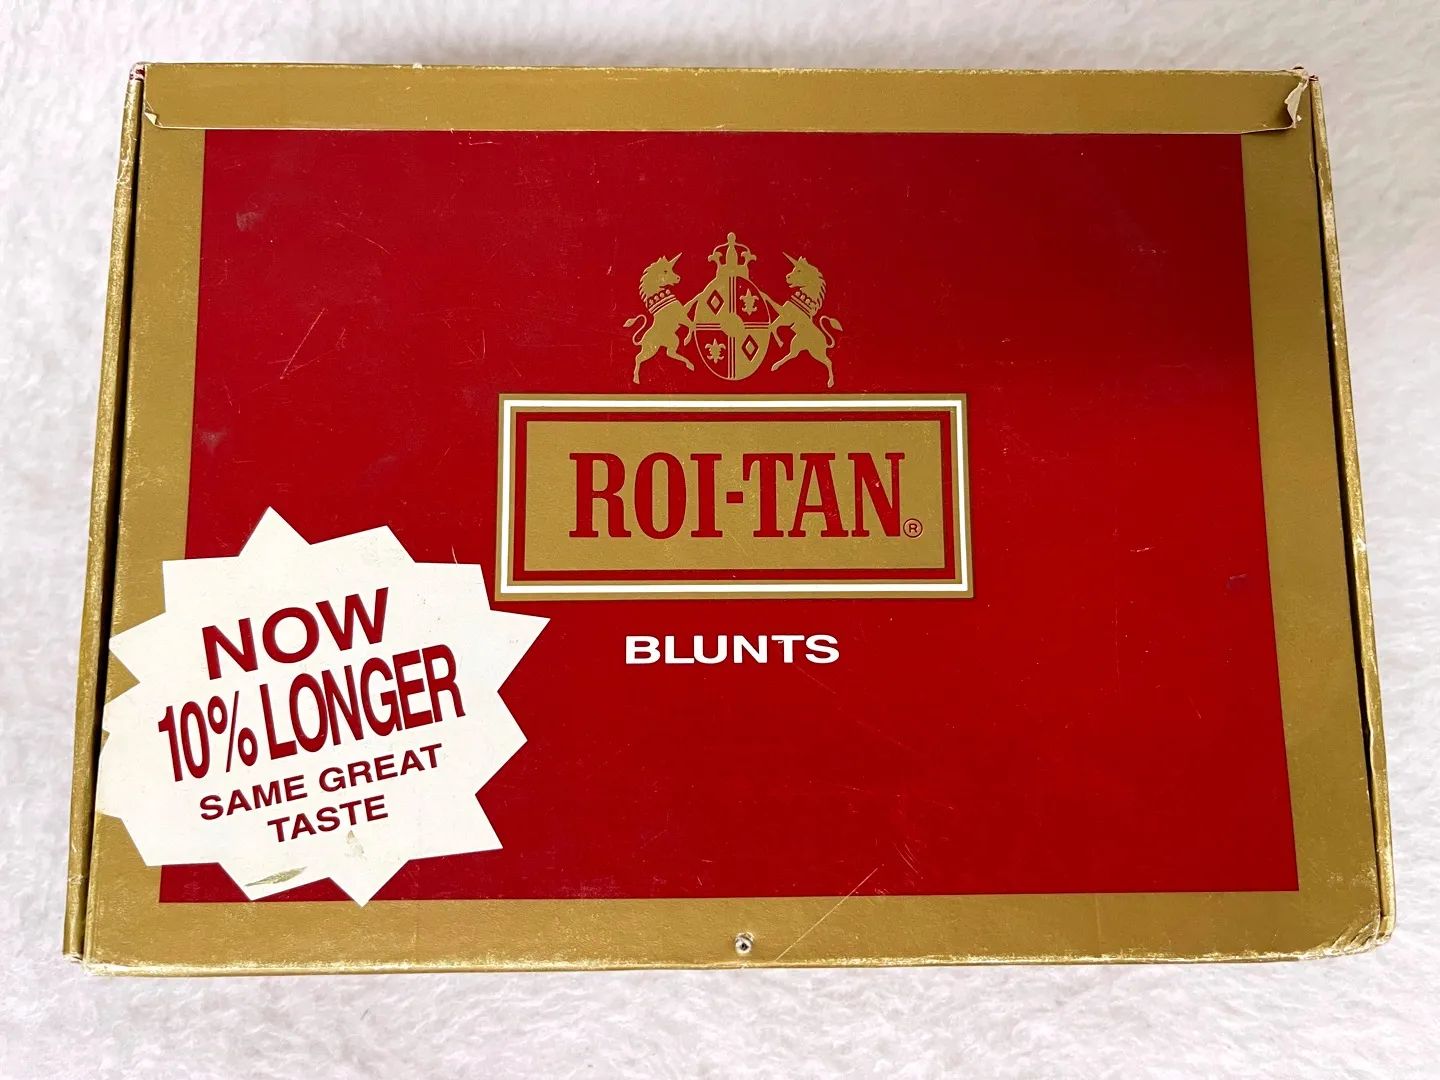 ROI-TAN®
BLUNTS
NOW
10% LONGER
SAME GREAT
TASTE